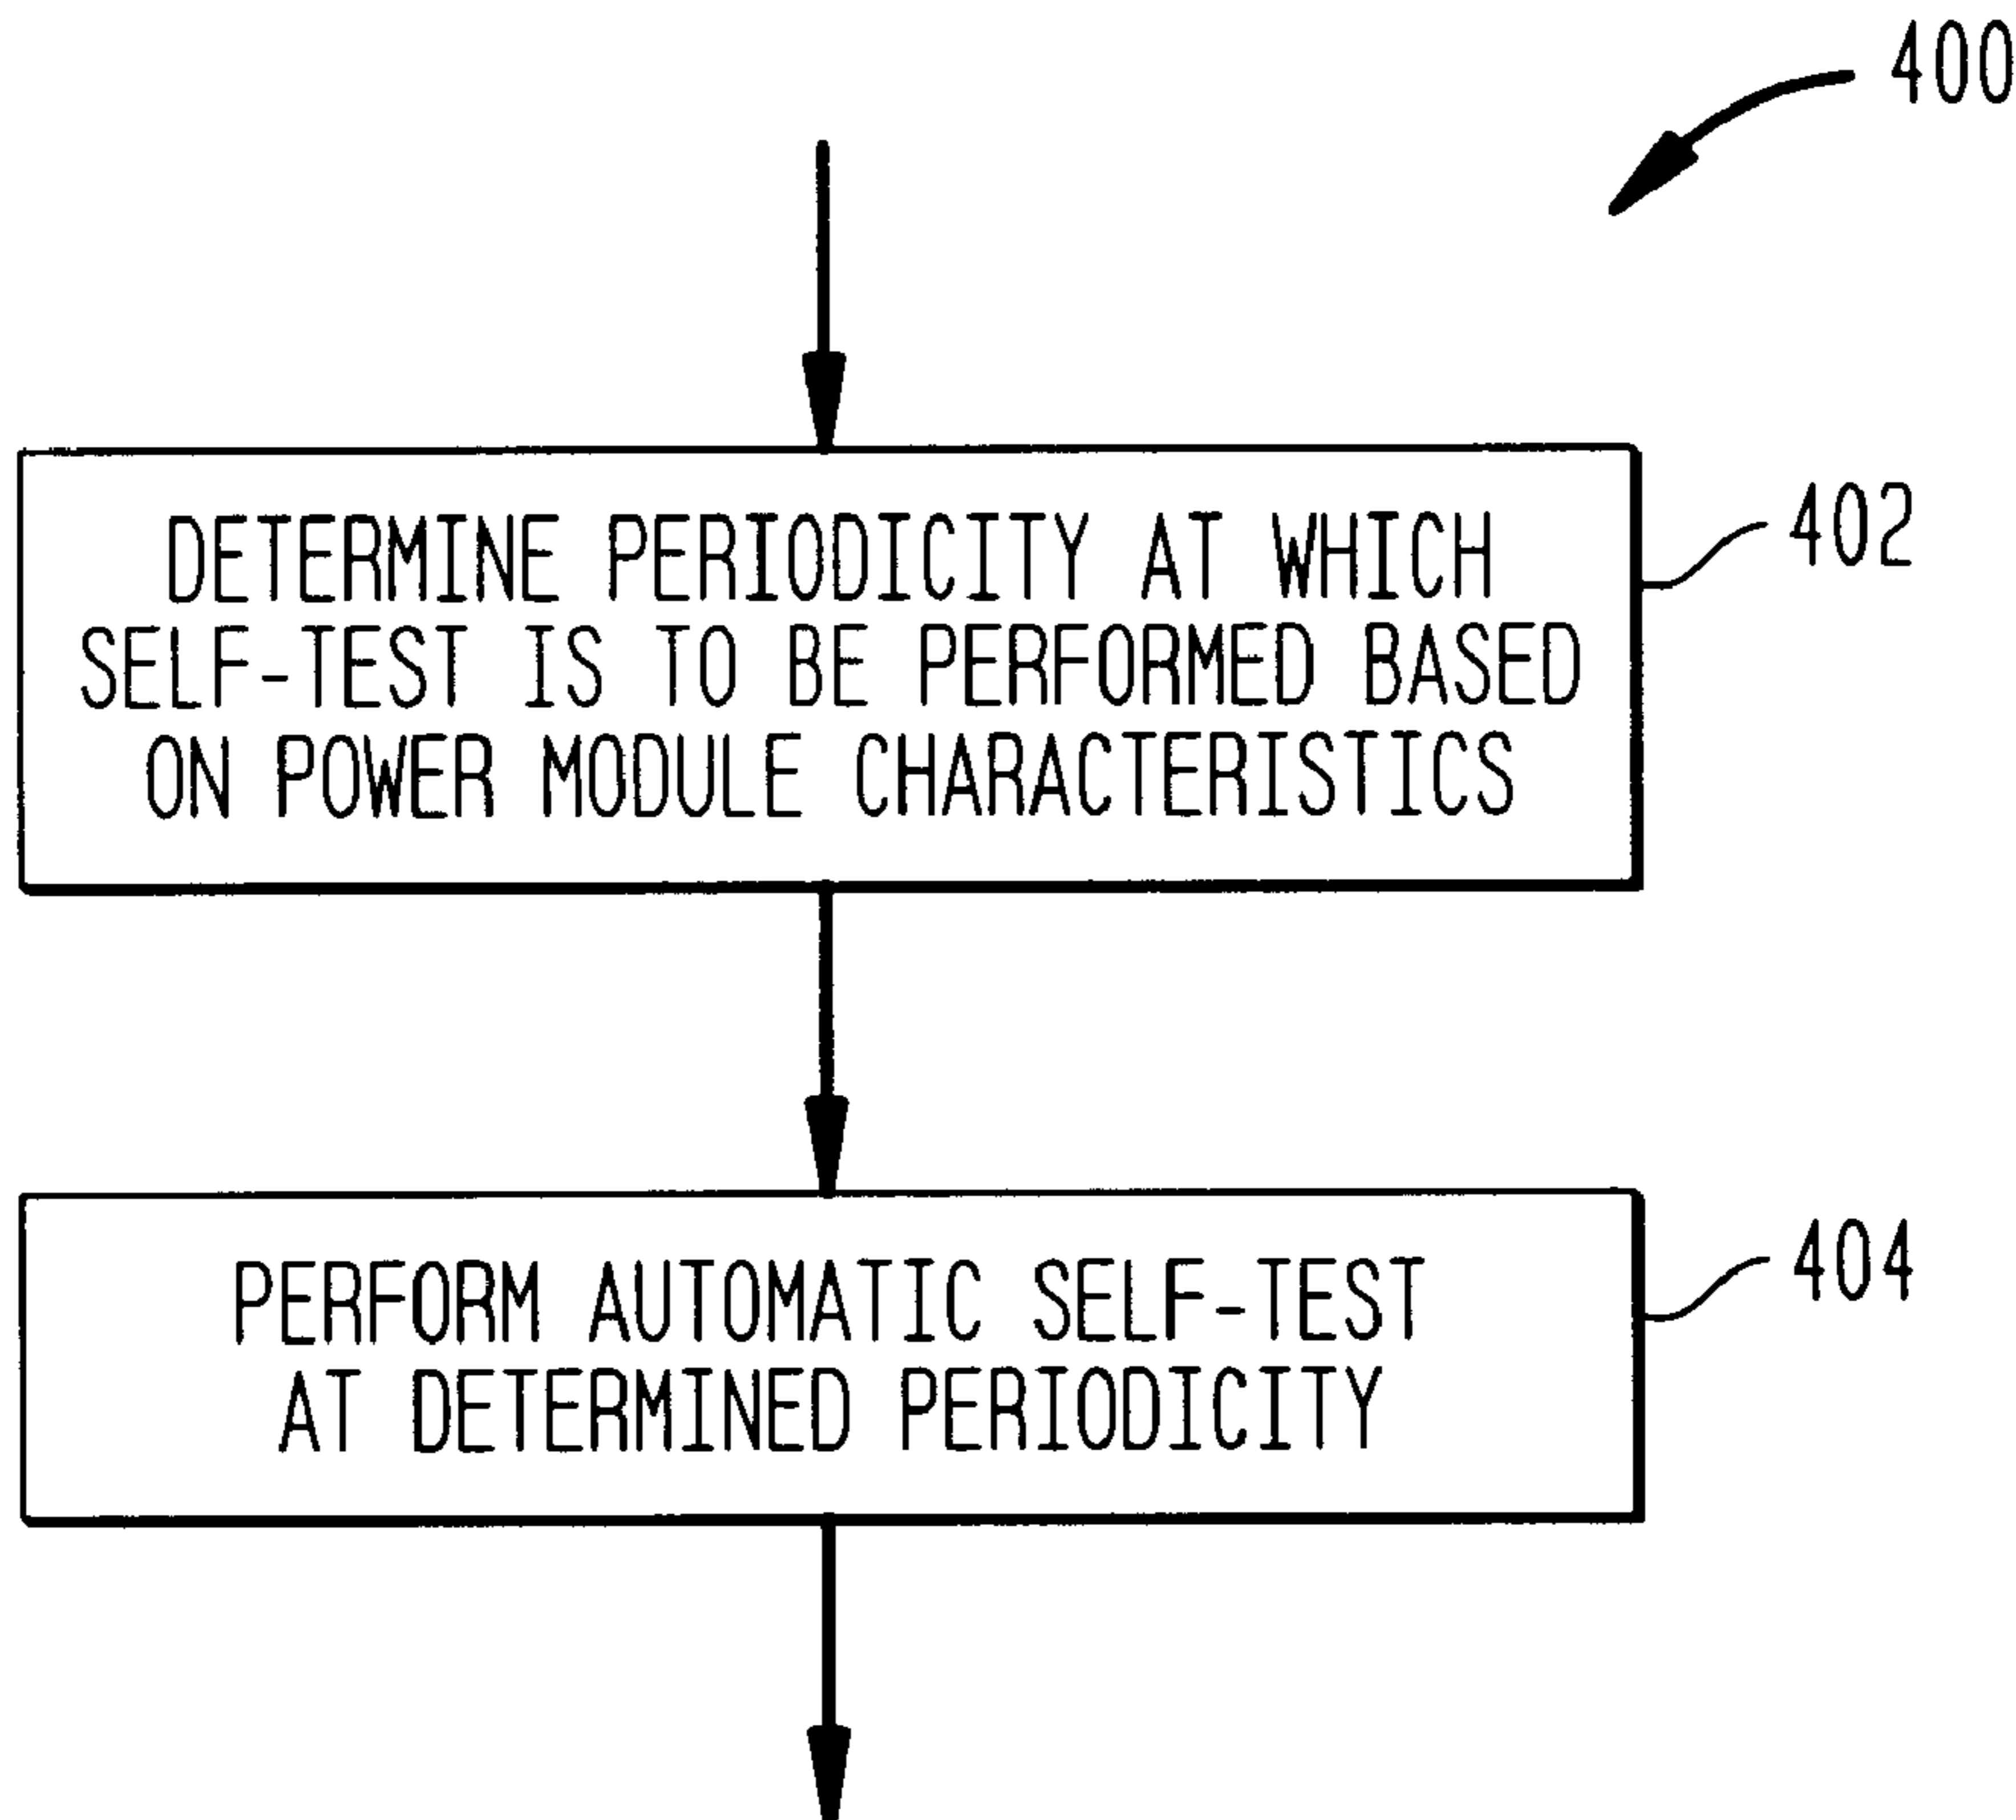 400
DETERMINE PERIODICITY AT WHICH
SELF-TEST IS TO BE PERFORMED BASED
ON POWER MODULE CHARACTERISTICS
402
PERFORM AUTOMATIC SELF-TEST
AT DETERMINED PERIODICITY
404